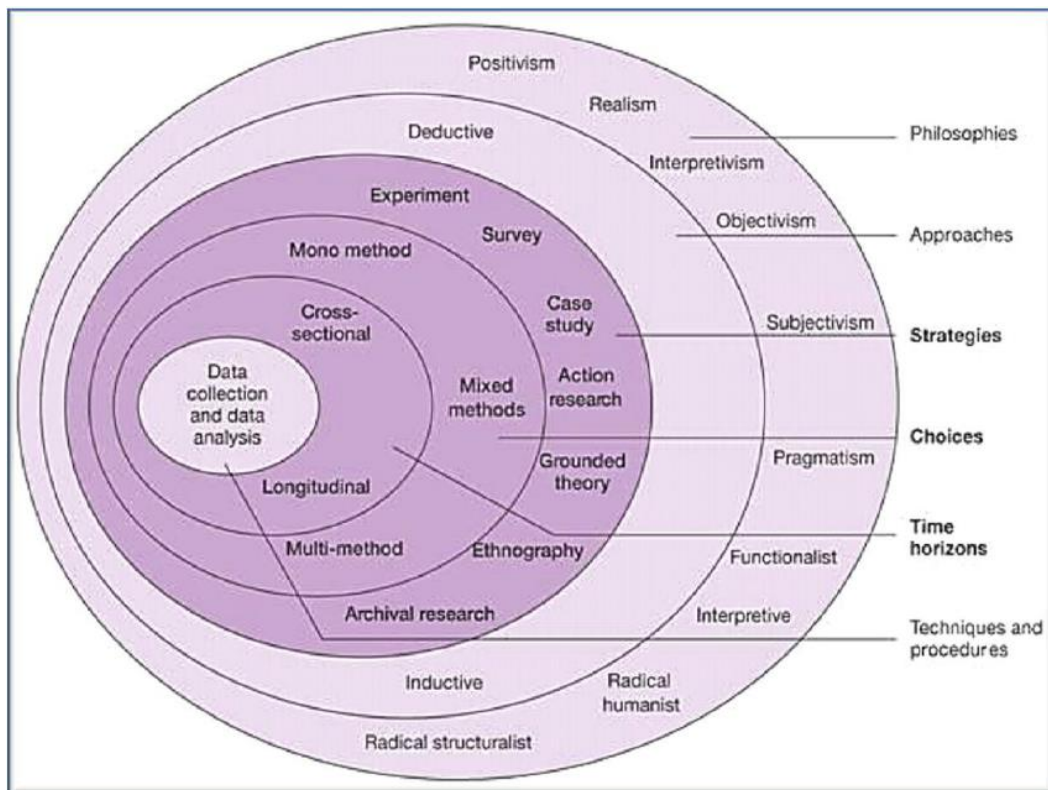 Positivism
Realism
Philosophies
Deductive
Interpretivism
Experiment
Objectivism
Approaches
Survey
Mono method
Case
study
Cross-
sectional
Subjectivism
Strategies
Data
collection
and data
analysis
Mixed
methods
Action
research
Choices
Grounded
theory
Pragmatism
Longitudinal
Time
horizons
Multi-method
Ethnography
Functionalist
Archival research
Interpretive
Techniques and
procedures
Inductive
Radical
humanist
Radical structuralist